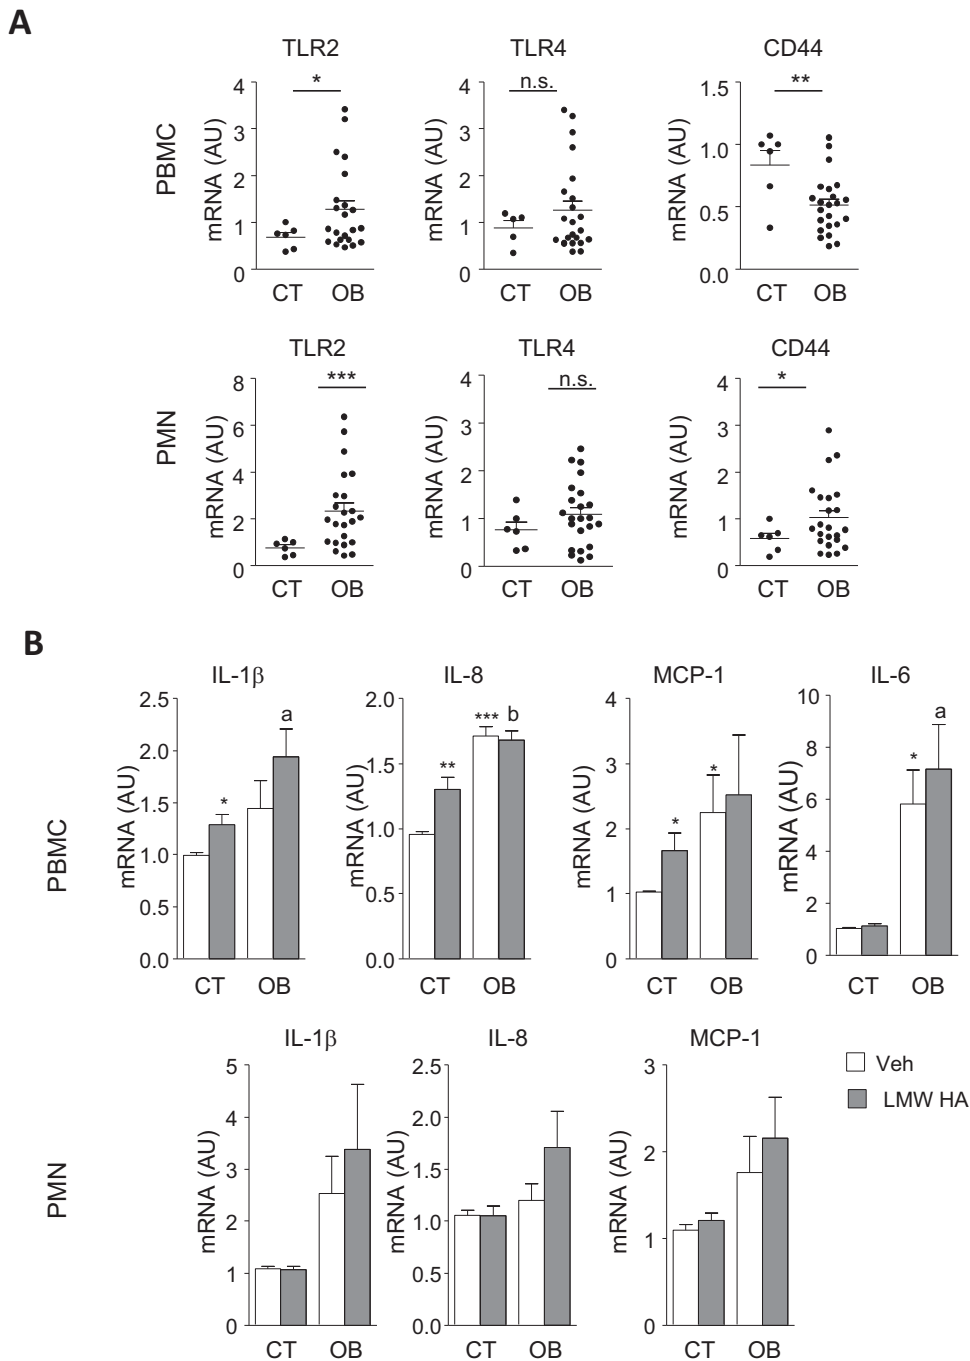 A
TLR2 TLR4 CD44
* n.s. **
PBMC
mRNA (AU) mRNA (AU) mRNA (AU)
4 4 1.5
3 3 1.0
2 2 0.5
1 1 0.0
0 0
CT OB CT OB CT OB
TLR2 TLR4 CD44
*** n.s. *
PMN
mRNA (AU) mRNA (AU) mRNA (AU)
8 4 4
6 3 3
4 2 2
2 1 1
0 0 0
CT OB CT OB CT OB
B
IL-1β IL-8 MCP-1 IL-6
PBMC
mRNA (AU) mRNA (AU) mRNA (AU) mRNA (AU)
2.5 2.0 4 10
2.0 1.5 3 8
1.5 1.0 2 6
1.0 0.5 1 4
0.5 0.0 0 2
0.0 0
* a ** *** b * * * a
CT OB CT OB CT OB CT OB
IL-1β IL-8 MCP-1
PMN
mRNA (AU) mRNA (AU) mRNA (AU)
5 2.5 3
4 2.0 2
3 1.5 1
2 1.0 0
1 0.5
0 0.0
CT OB CT OB CT OB
Veh
LMW HA